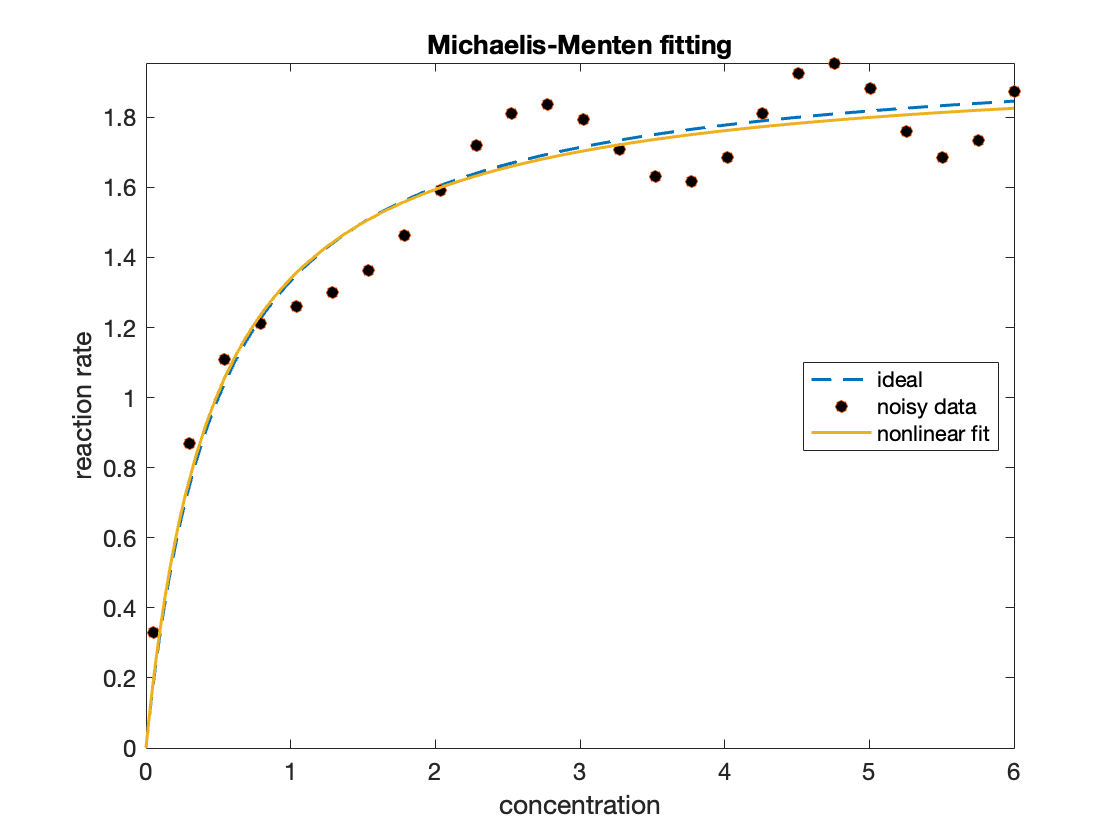 Michaelis-Menten fitting
reaction rate
1.8
1.6
1.4
1.2
1
0.8
0.6
0.4
0.2
0
ideal
noisy data
nonlinear fit
0 1 2 3 4 5 6
concentration